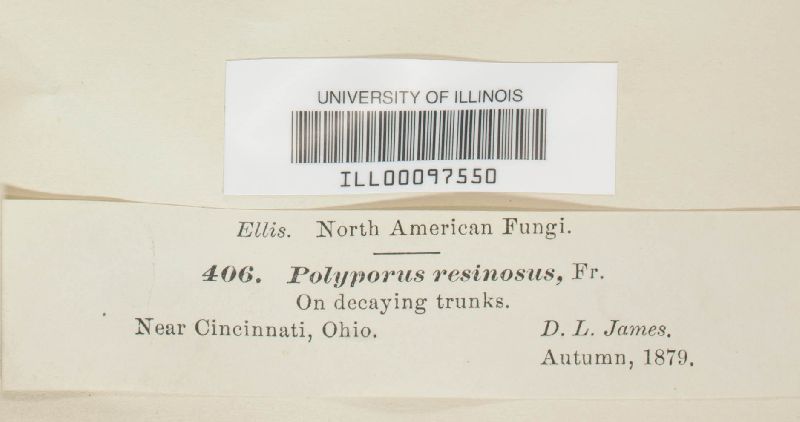 UNIVERSITY OF ILLINOIS
ILL00097550
Ellis. North American Fungi.
406. Polyporus resinosus, Fr.
On decaying trunks.
Near Cincinnati, Ohio. D. L. James.
Autumn, 1879.